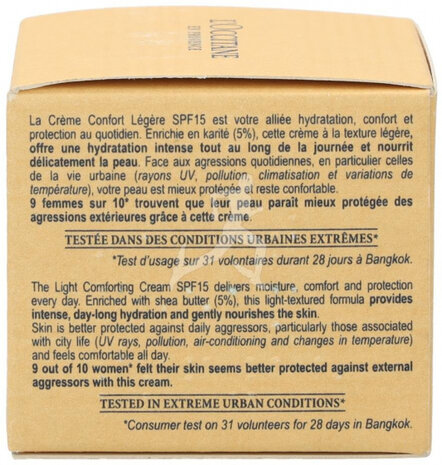 L'OCCITANE
EN PROVENCE
La Crème Confort Légère SPF15 est votre alliée hydratation, confort et
protection au quotidien. Enrichie en karité (5%), cette crème à la texture légère,
offre une hydratation intense tout au long de la journée et nourrit
délicatement la peau. Face aux agressions quotidiennes, en particulier celles
de la vie urbaine (rayons UV, pollution, climatisation et variations de
température), votre peau est mieux protégée et reste confortable.
9 femmes sur 10* trouvent que leur peau paraît mieux protégée des
agressions extérieures grâce à cette crème.
TESTÉE DANS DES CONDITIONS URBAINES EXTRÊMES*
*Test d'usage sur 31 volontaires durant 28 jours à Bangkok.
The Light Comforting Cream SPF15 delivers moisture, comfort and protection
every day. Enriched with shea butter (5%), this light-textured formula provides
intense, day-long hydration and gently nourishes the skin.
Skin is better protected against daily aggressors, particularly those associated
with city life (UV rays, pollution, air-conditioning and changes in temperature)
and feels comfortable all day.
9 out of 10 women* felt their skin seems better protected against external
aggressors with this cream.
TESTED IN EXTREME URBAN CONDITIONS*
*Consumer test on 31 volunteers for 28 days in Bangkok.